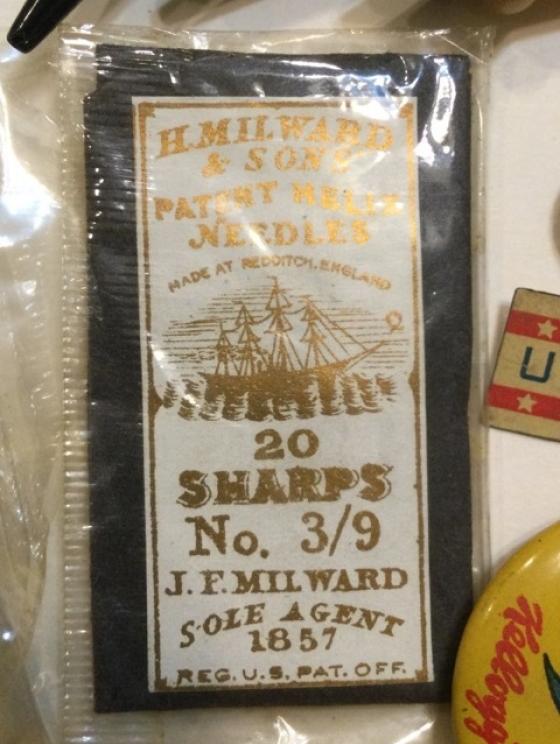 H. MILWARD
& SONS
PATENT HELIX
NEEDLES
MADE AT REDDITCH, ENGLAND
20
SHARPS
No. 3/9
J. F. MILWARD
SOLE AGENT
1857
REG. U.S. PAT. OFF.
U
Kellogg